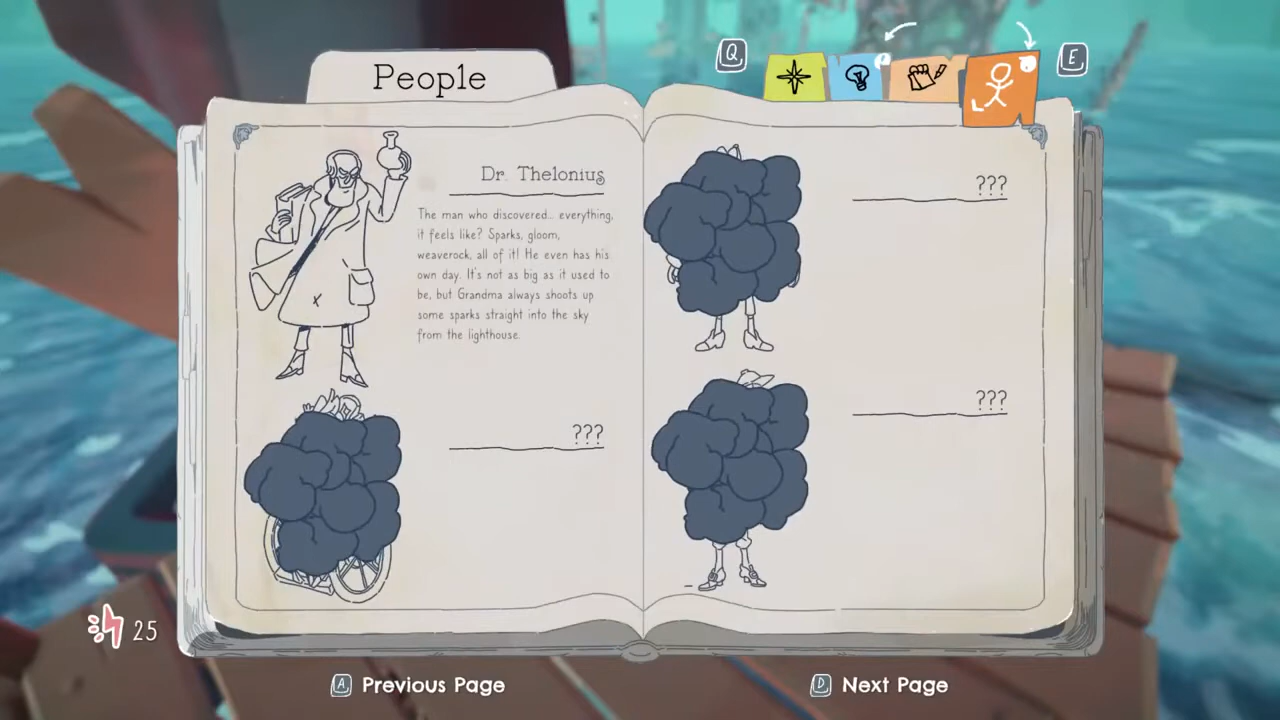 People
Q
E
Dr. Thelonius
The man who discovered... everything,
it feels like? Sparks, gloom,
weaverock, all of it! He even has his
own day. It's not as big as it used to
be, but Grandma always shoots up
some sparks straight into the sky
from the lighthouse.
???
???
???
25
A Previous Page
D Next Page